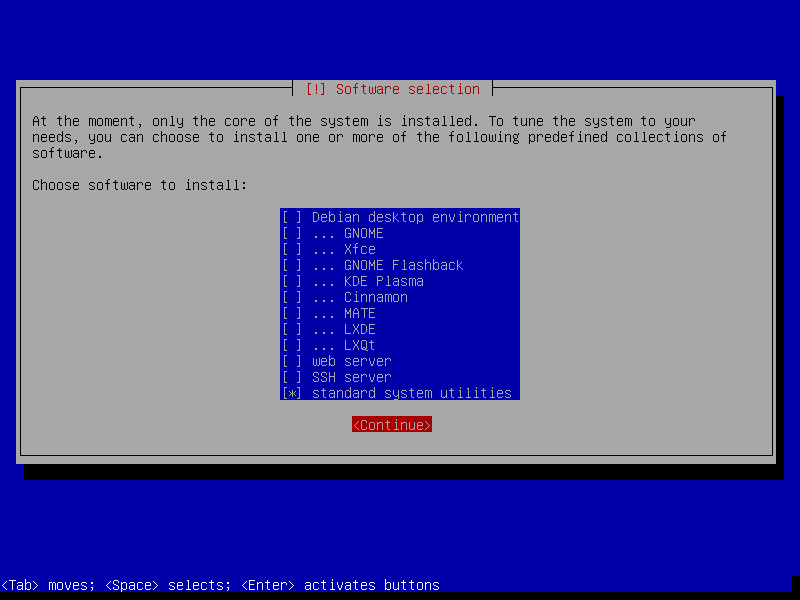 [!] Software selection
At the moment, only the core of the system is installed. To tune the system to your
needs, you can choose to install one or more of the following predefined collections of
software.
Choose software to install:
[ ] Debian desktop environment
[ ] ... GNOME
[ ] ... Xfce
[ ] ... GNOME Flashback
[ ] ... KDE Plasma
[ ] ... Cinnamon
[ ] ... MATE
[ ] ... LXDE
[ ] ... LXQt
[ ] web server
[ ] SSH server
[*] standard system utilities
<Continue>
<Tab> moves; <Space> selects; <Enter> activates buttons